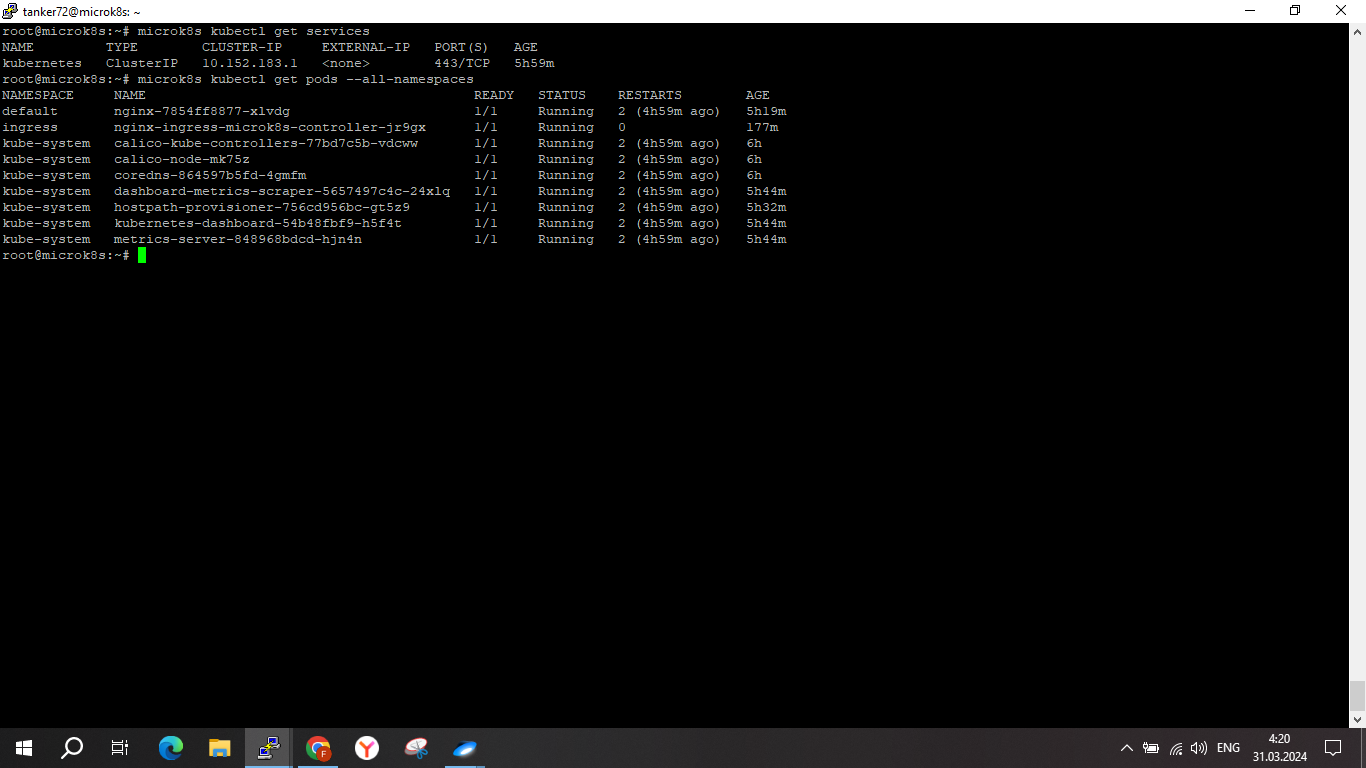 tanker72@microk8s: ~
root@microk8s:~# microk8s kubectl get services
NAME TYPE CLUSTER-IP EXTERNAL-IP PORT(S) AGE
kubernetes ClusterIP 10.152.183.1 <none> 443/TCP 5h59m
root@microk8s:~# microk8s kubectl get pods --all-namespaces
NAMESPACE NAME READY STATUS RESTARTS AGE
default nginx-7854ff8877-xlvdg 1/1 Running 2 (4h59m ago) 5h19m
ingress nginx-ingress-microk8s-controller-jr9gx 1/1 Running 0 177m
kube-system calico-kube-controllers-77bd7c5b-vdcww 1/1 Running 2 (4h59m ago) 6h
kube-system calico-node-mk75z 1/1 Running 2 (4h59m ago) 6h
kube-system coredns-864597b5fd-4gmfm 1/1 Running 2 (4h59m ago) 6h
kube-system dashboard-metrics-scraper-5657497c4c-24xlq 1/1 Running 2 (4h59m ago) 5h44m
kube-system hostpath-provisioner-756cd956bc-gt5z9 1/1 Running 2 (4h59m ago) 5h32m
kube-system kubernetes-dashboard-54b48fbf9-h5f4t 1/1 Running 2 (4h59m ago) 5h44m
kube-system metrics-server-848968bdcd-hjn4n 1/1 Running 2 (4h59m ago) 5h44m
root@microk8s:~#
F
ENG
4:20
31.03.2024